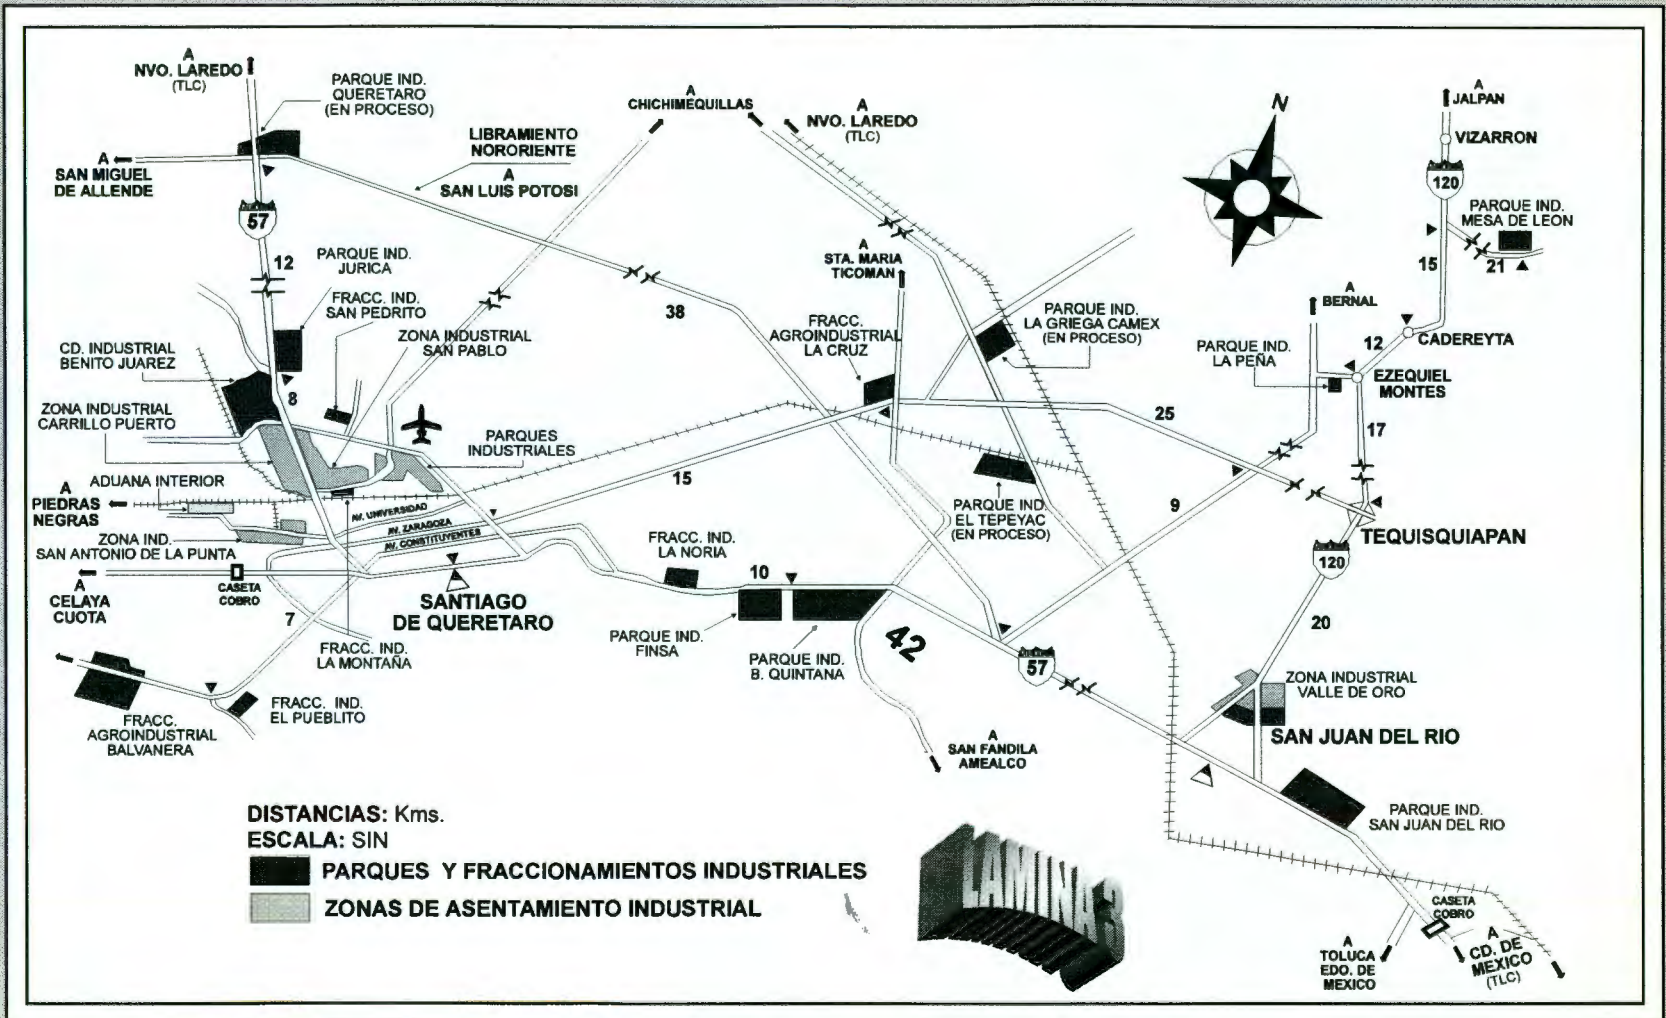 A
NVO. LAREDO
(TLC)
PARQUE IND.
QUERETARO
(EN PROCESO)
A
SAN MIGUEL
DE ALLENDE
57
12
LIBRAMIENTO
NORORIENTE
A
SAN LUIS POTOSI
A
CHICHIMEQUILLAS
A
NVO. LAREDO
(TLC)
N
A
JALPAN
VIZARRON
120
PARQUE IND.
MESA DE LEON
15
21
PARQUE IND.
JURICA
FRACC. IND.
SAN PEDRITO
ZONA INDUSTRIAL
SAN PABLO
38
A
STA. MARIA
TICOMAN
FRACC.
AGROINDUSTRIAL
LA CRUZ
PARQUE IND.
LA GRIEGA CAMEX
(EN PROCESO)
A
BERNAL
12
CADEREYTA
PARQUE IND.
LA PEÑA
EZEQUIEL
MONTES
CD. INDUSTRIAL
BENITO JUAREZ
8
ZONA INDUSTRIAL
CARRILLO PUERTO
PARQUES
INDUSTRIALES
25
17
ADUANA INTERIOR
A
PIEDRAS
NEGRAS
15
AV. UNIVERSIDAD
AV. ZARAGOZA
AV. CONSTITUYENTES
PARQUE IND.
EL TEPEYAC
(EN PROCESO)
9
TEQUISQUIAPAN
ZONA IND.
SAN ANTONIO DE LA PUNTA
FRACC. IND.
LA NORIA
10
120
A
CELAYA
CUOTA
CASETA
COBRO
SANTIAGO
DE QUERETARO
7
FRACC. IND.
LA MONTAÑA
PARQUE IND.
FINSA
PARQUE IND.
B. QUINTANA
42
57
20
ZONA INDUSTRIAL
VALLE DE ORO
FRACC. IND.
EL PUEBLITO
FRACC.
AGROINDUSTRIAL
BALVANERA
A
SAN FANDILA
AMEALCO
SAN JUAN DEL RIO
PARQUE IND.
SAN JUAN DEL RIO
DISTANCIAS: Kms.
ESCALA: SIN
PARQUES Y FRACCIONAMIENTOS INDUSTRIALES
ZONAS DE ASENTAMIENTO INDUSTRIAL
LAMINAS
CASETA
COBRO
A
TOLUCA
EDO. DE
MEXICO
A
CD. DE
MEXICO
(TLC)